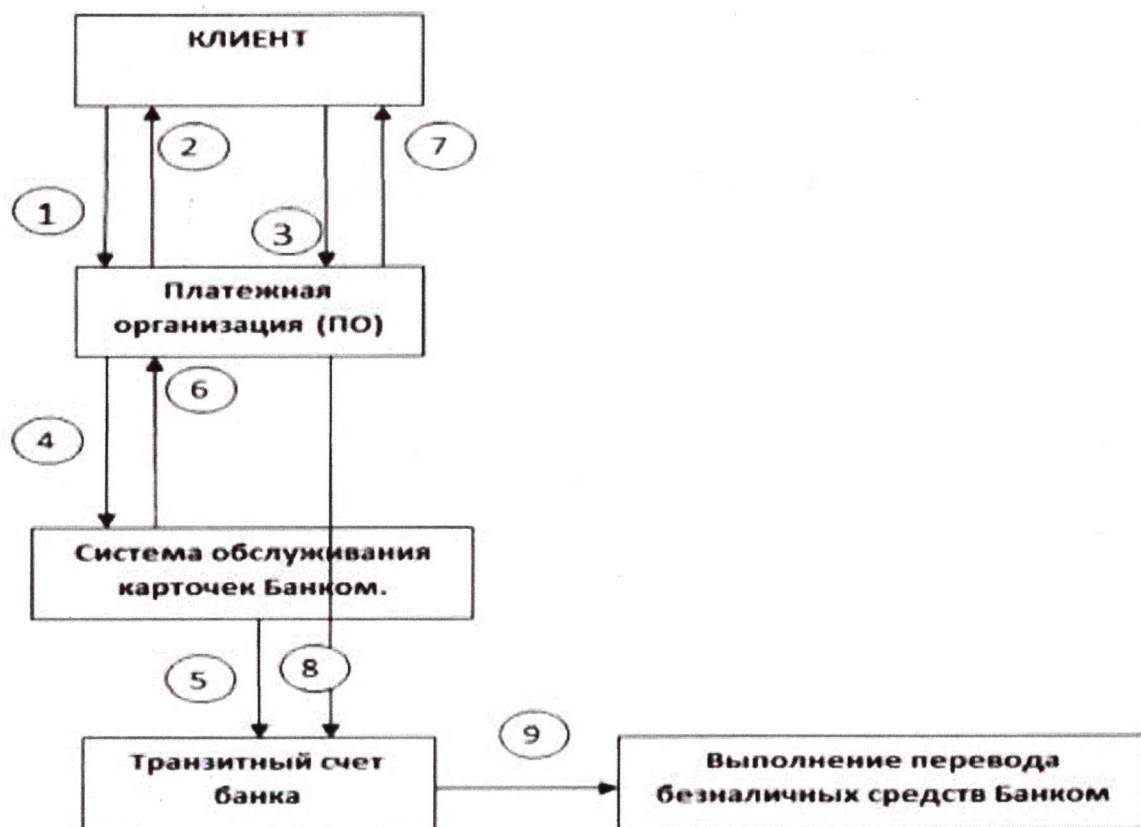 КЛИЕНТ
2
7
1
3
Платежная
организация (ПО)
6
4
Система обслуживания
карточек Банком.
5
8
9
Транзитный счет
банка
Выполнение перевода
безналичных средств Банком